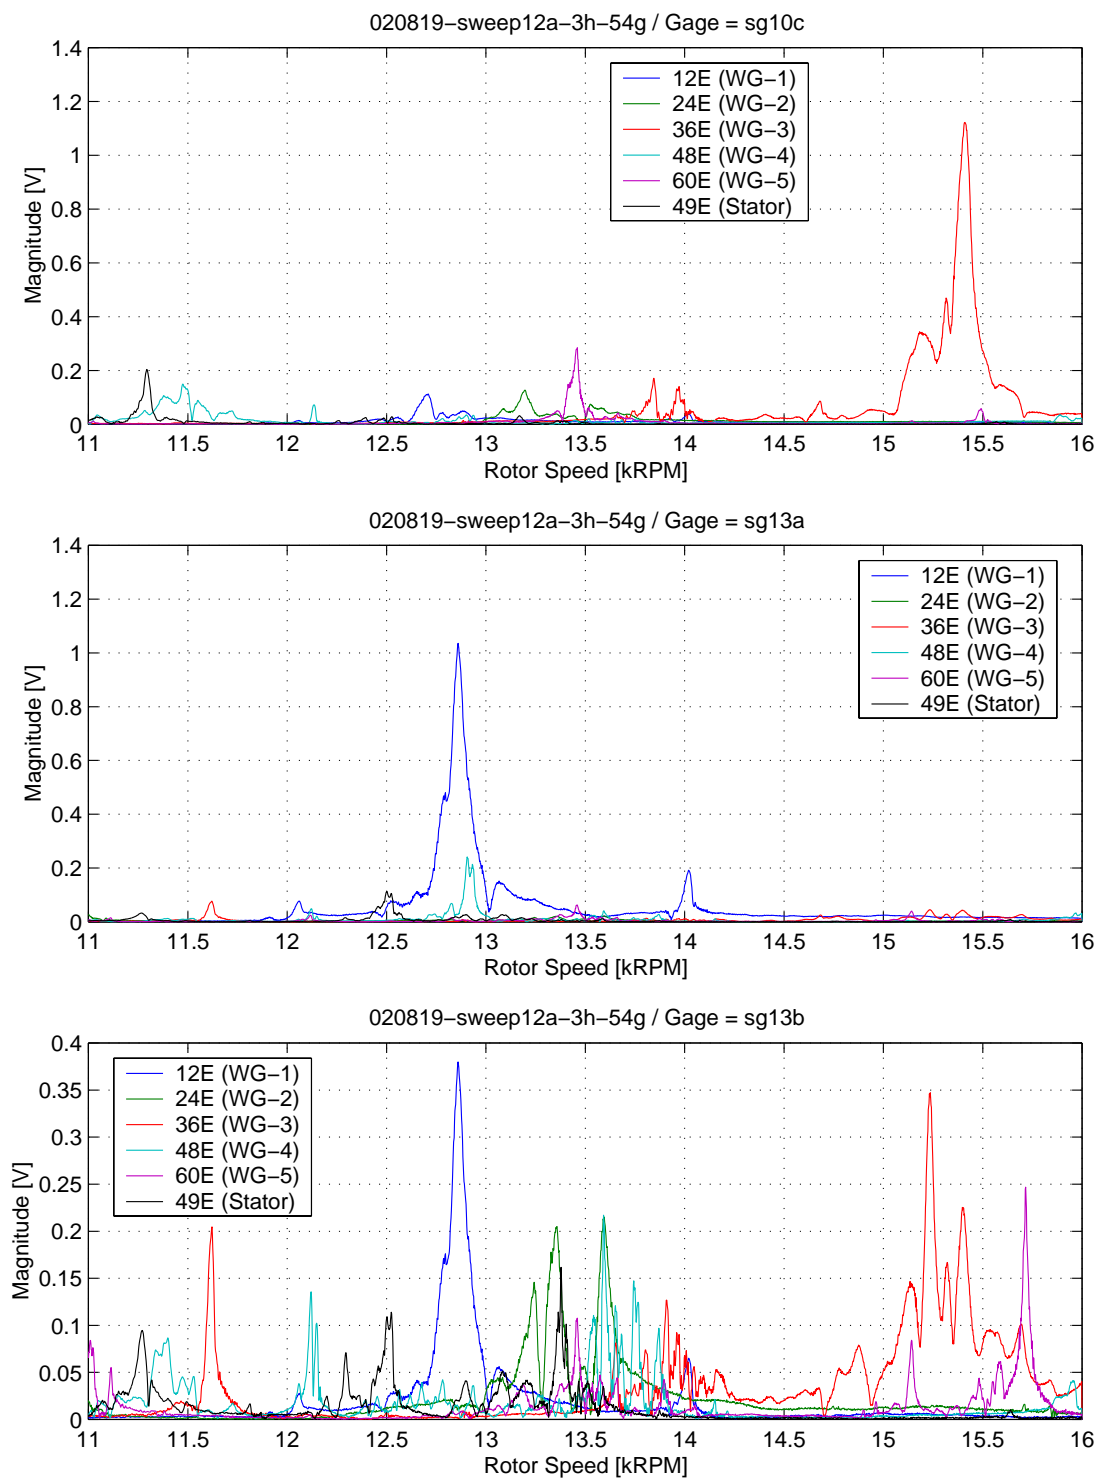 020819−sweep12a−3h−54g / Gage = sg10c
1.4
1.2
1
0.8
0.6
0.4
0.2
0
Magnitude [V]
12E (WG−1)
24E (WG−2)
36E (WG−3)
48E (WG−4)
60E (WG−5)
49E (Stator)
11 11.5 12 12.5 13 13.5 14 14.5 15 15.5 16
Rotor Speed [kRPM]
020819−sweep12a−3h−54g / Gage = sg13a
1.4
1.2
1
0.8
0.6
0.4
0.2
0
Magnitude [V]
12E (WG−1)
24E (WG−2)
36E (WG−3)
48E (WG−4)
60E (WG−5)
49E (Stator)
11 11.5 12 12.5 13 13.5 14 14.5 15 15.5 16
Rotor Speed [kRPM]
020819−sweep12a−3h−54g / Gage = sg13b
0.4
0.35
0.3
0.25
0.2
0.15
0.1
0.05
0
Magnitude [V]
12E (WG−1)
24E (WG−2)
36E (WG−3)
48E (WG−4)
60E (WG−5)
49E (Stator)
11 11.5 12 12.5 13 13.5 14 14.5 15 15.5 16
Rotor Speed [kRPM]